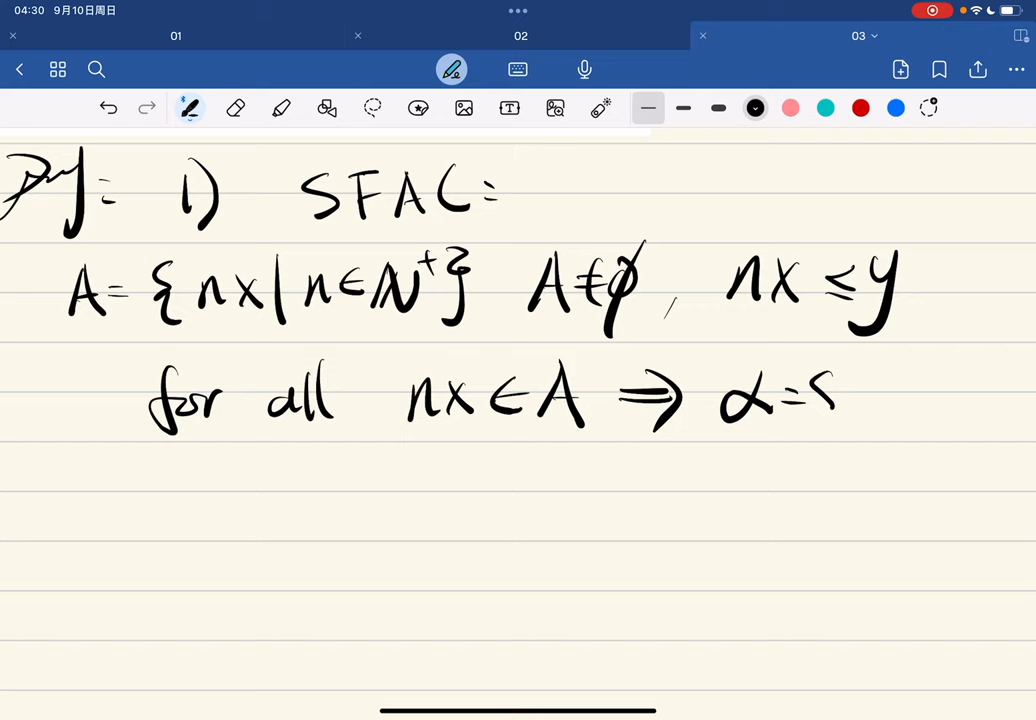 04:30 9月10日周日
01 02 03
Pf: 1) SFAC:
A = {nx | n ∈ N⁺} A ≠ ϕ, nx ≤ y
for all nx ∈ A ⇒ α = S